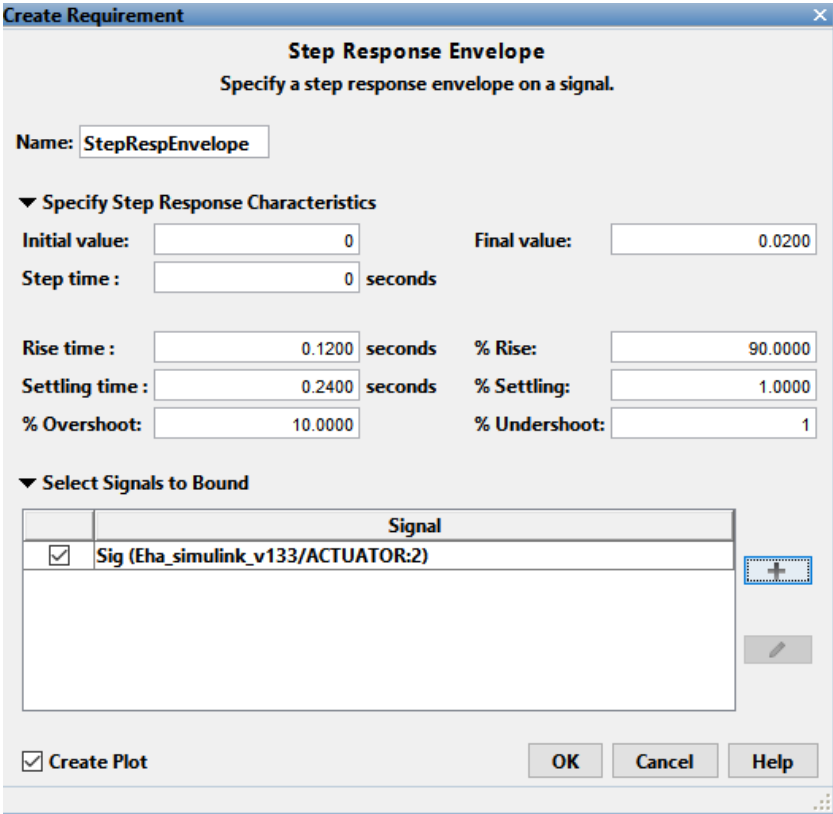 Create Requirement
Step Response Envelope
Specify a step response envelope on a signal.
Name: StepRespEnvelope
Specify Step Response Characteristics
Initial value: 0 Final value: 0.0200
Step time : 0 seconds
Rise time : 0.1200 seconds % Rise: 90.0000
Settling time : 0.2400 seconds % Settling: 1.0000
% Overshoot: 10.0000 % Undershoot: 1
Select Signals to Bound
Signal
Sig (Eha_simulink_v133/ACTUATOR:2)
Create Plot OK Cancel Help